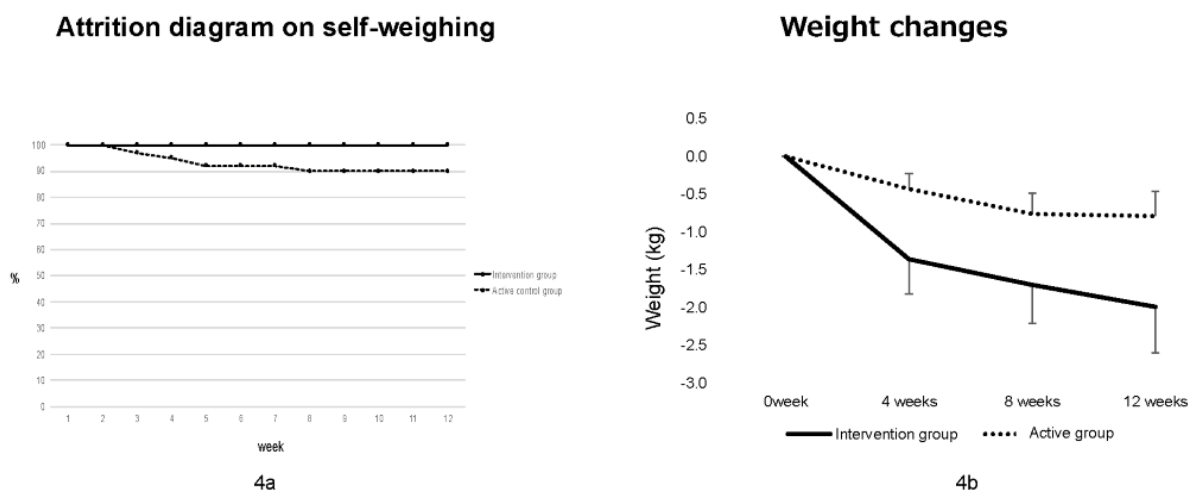 Attrition diagram on self-weighing
100
90
80
70
60
50
40
30
20
10
0
%
1 2 3 4 5 6 7 8 9 10 11 12
week
Intervention group
Active control group
4a
Weight changes
0.5
0.0
-0.5
-1.0
-1.5
-2.0
-2.5
-3.0
Weight (kg)
0week 4 weeks 8 weeks 12 weeks
Intervention group Active group
4b